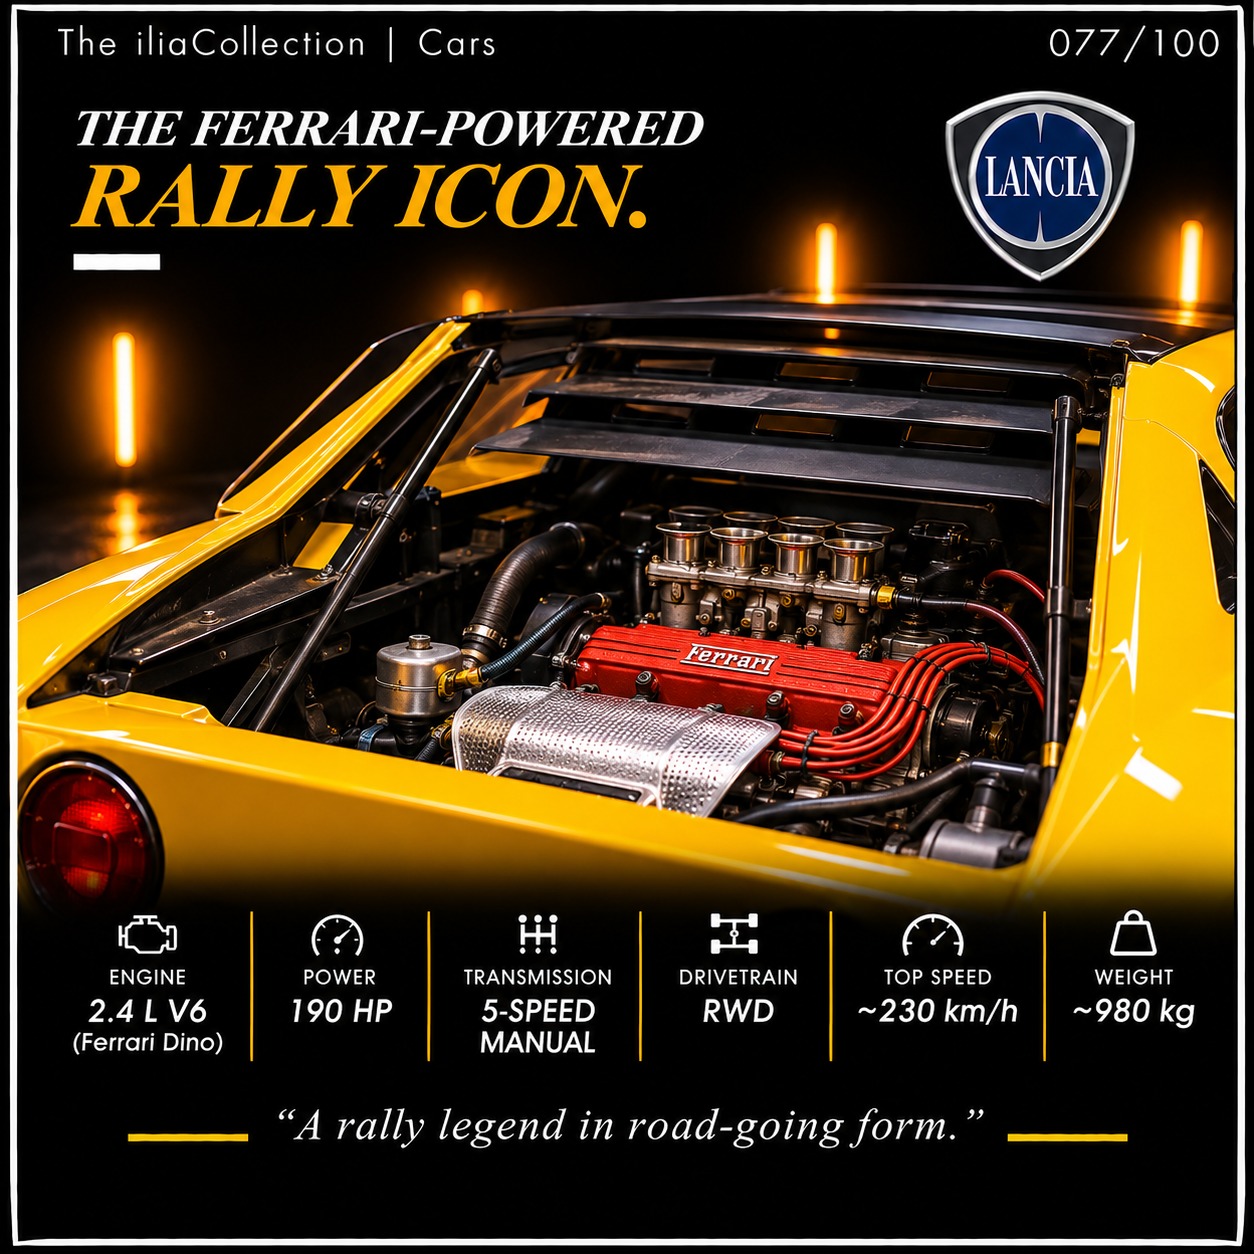 The iliaCollection | Cars
077/100
THE FERRARI-POWERED
RALLY ICON.
LANCIA
Ferrari
ENGINE
2.4 L V6
(Ferrari Dino)
POWER
190 HP
TRANSMISSION
5-SPEED
MANUAL
DRIVETRAIN
RWD
TOP SPEED
~230 km/h
WEIGHT
~980 kg
“A rally legend in road-going form.”